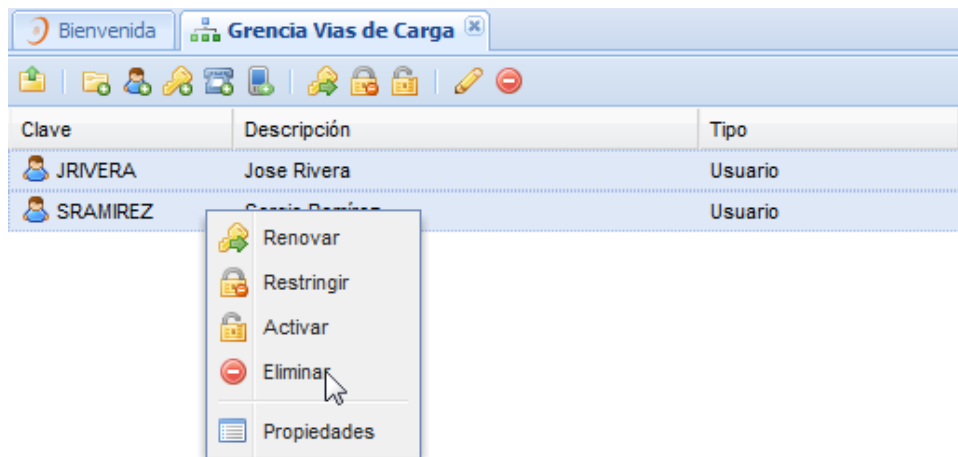 Bienvenida Grencia Vias de Carga
Clave Descripción Tipo
JRIVERA Jose Rivera Usuario
SRAMIREZ Usuario
Renovar
Restringir
Activar
Eliminar
Propiedades